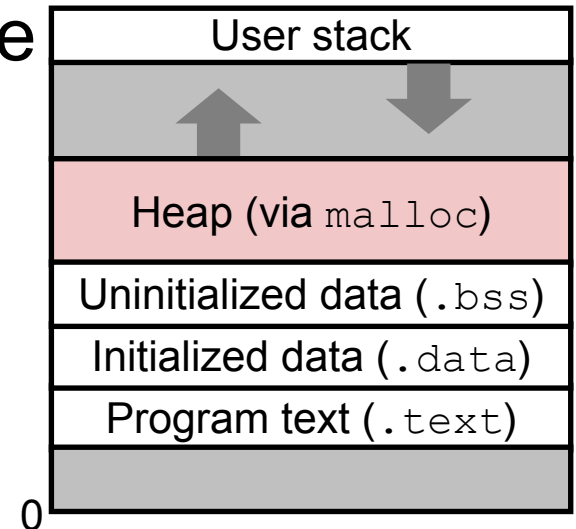 e
User stack
Heap (via malloc)
Uninitialized data (.bss)
Initialized data (.data)
Program text (.text)
0